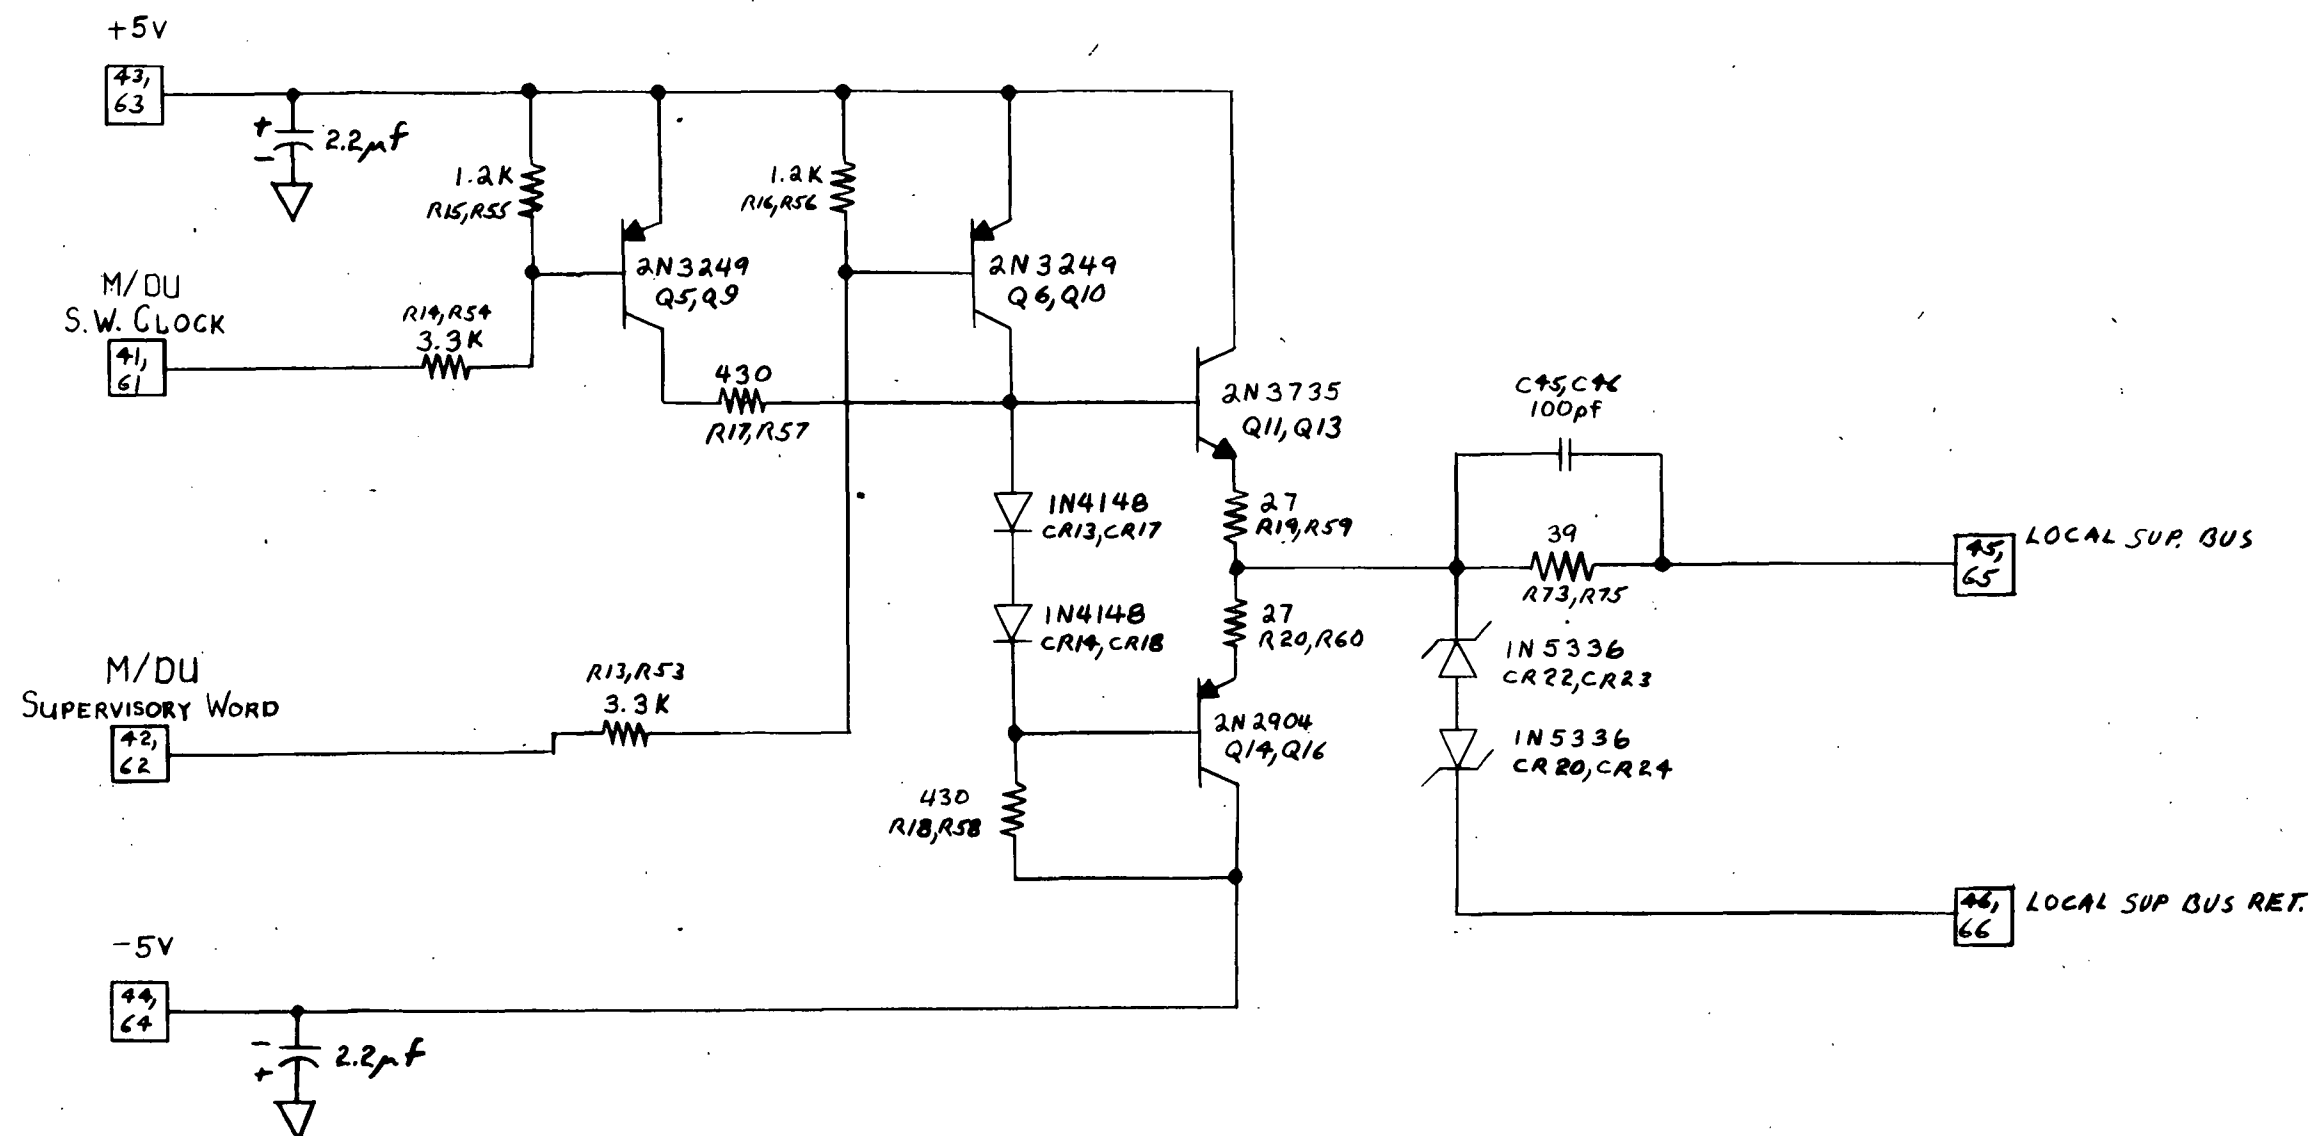 +5V
43,
63
+
-
2.2µf
1.2K
R15,R55
1.2K
R16,R56
2N3249
Q5,Q9
2N3249
Q6,Q10
M/DU
S.W. CLOCK
41,
61
R14,R54
3.3K
430
R17,R57
2N3735
Q11,Q13
C45,C46
100pf
1N4148
CR13,CR17
27
R19,R59
39
R73,R75
45,
65
LOCAL SUP. BUS
1N4148
CR14,CR18
27
R20,R60
1N5336
CR22,CR23
M/DU
SUPERVISORY WORD
42,
62
R13,R53
3.3K
2N2904
Q14,Q16
1N5336
CR20,CR24
430
R18,R58
46,
66
LOCAL SUP BUS RET.
-5V
44,
64
-
+
2.2µf